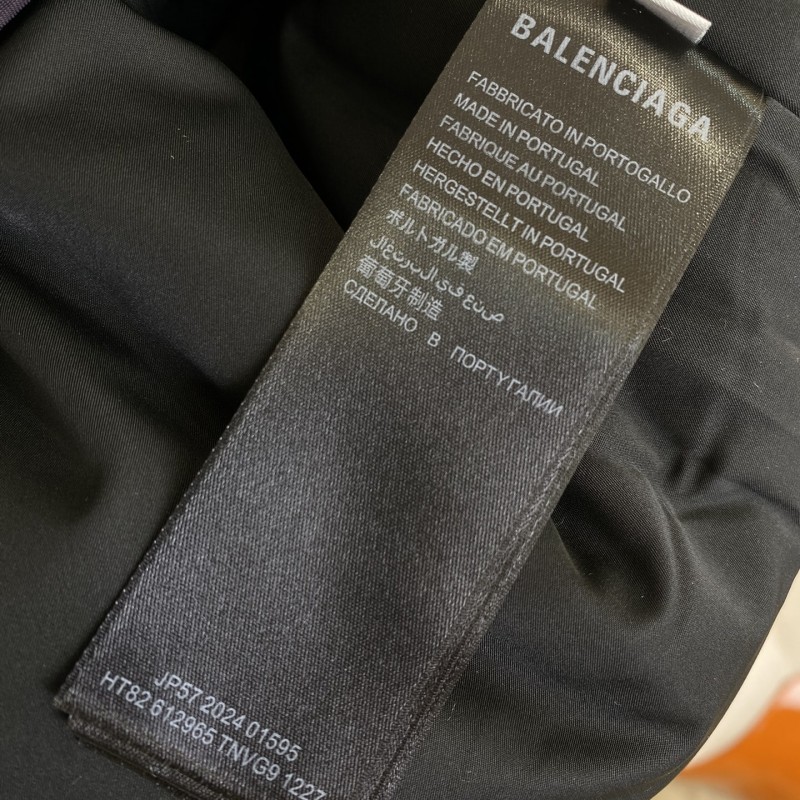 BALENCIAGA
FABBRICATO IN PORTOGALLO
MADE IN PORTUGAL
FABRIQUE AU PORTUGAL
HECHO EN PORTUGAL
HERGESTELLT IN PORTUGAL
FABRICADO EM PORTUGAL
ポルトガル製
صنع في البرتغال
葡萄牙制造
СДЕЛАНО В ПОРТУГАЛИИ
JP57 2024 01595
HT82 612965 TNVG9 1227